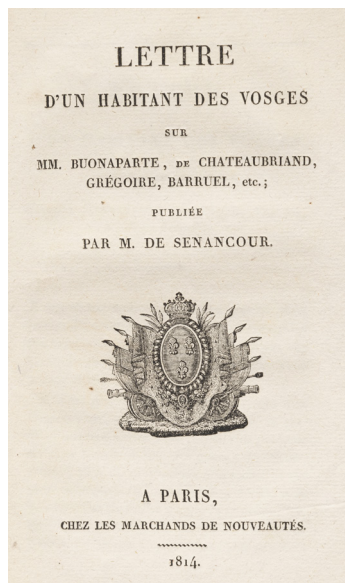 LETTRE
D'UN HABITANT DES VOSGES
SUR
MM. BUONAPARTE, DE CHATEAUBRIAND,
GRÉGOIRE, BARRUEL, etc.;
PUBLIÉE
PAR M. DE SENANCOUR.
A PARIS,
CHEZ LES MARCHANDS DE NOUVEAUTÉS.
1814.